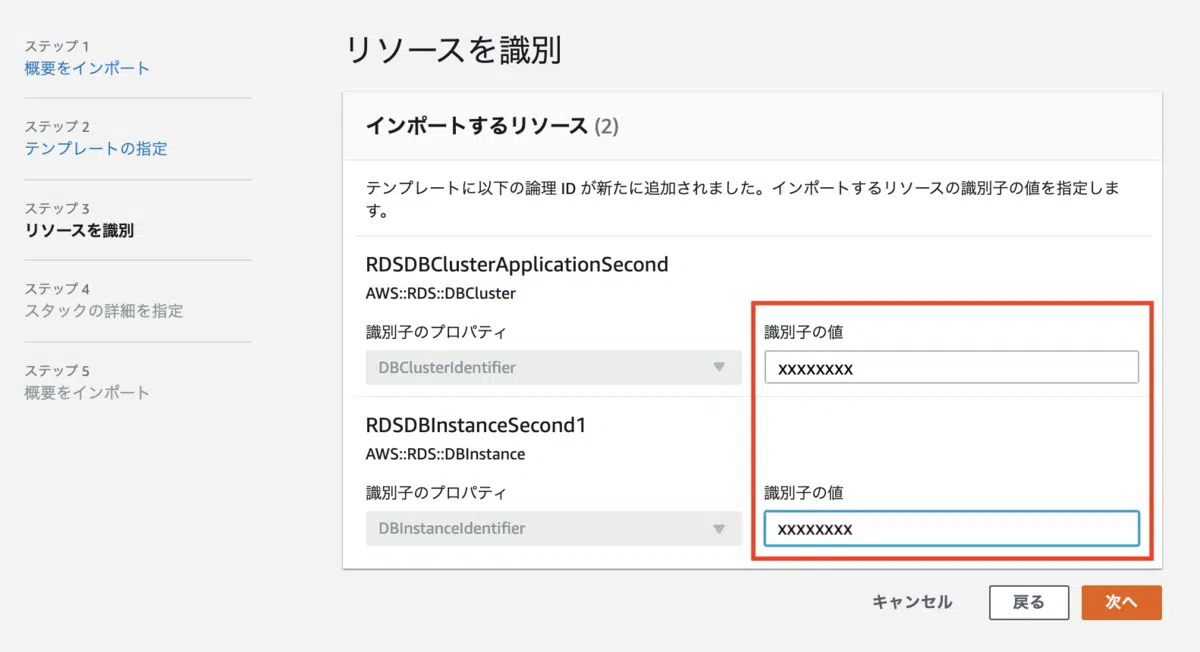 ステップ 1
概要をインポート
ステップ 2
テンプレートの指定
ステップ 3
リソースを識別
ステップ 4
スタックの詳細を指定
ステップ 5
概要をインポート
リソースを識別
インポートするリソース (2)
テンプレートに以下の論理 ID が新たに追加されました。インポートするリソースの識別子の値を指定しま
す。
RDSDBClusterApplicationSecond
AWS::RDS::DBCluster
識別子のプロパティ
識別子の値
DBClusterIdentifier
xxxxxxxx
RDSDBInstanceSecond1
AWS::RDS::DBInstance
識別子のプロパティ
識別子の値
DBInstanceIdentifier
xxxxxxxx
キャンセル
戻る
次へ